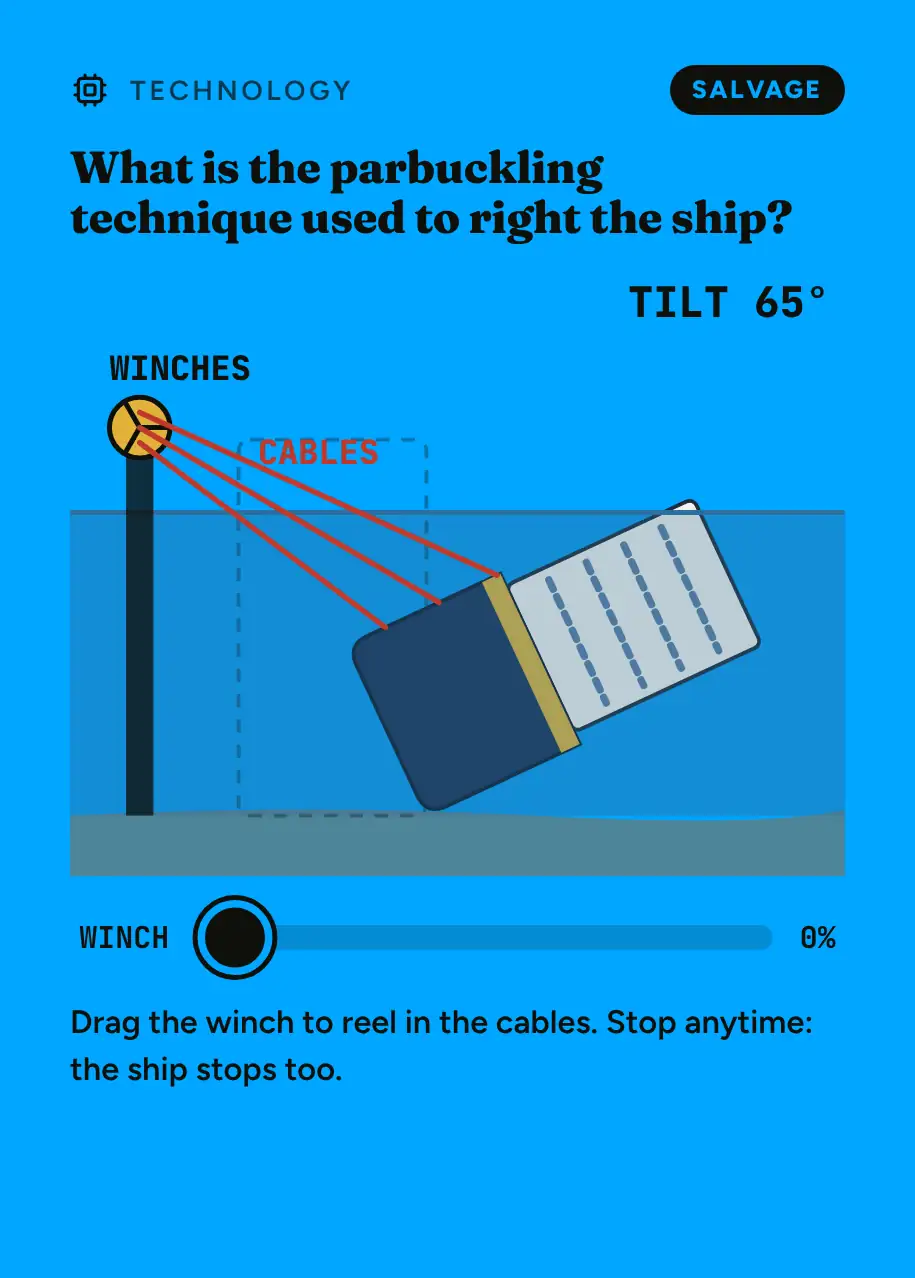 TECHNOLOGY
SALVAGE
What is the parbuckling
technique used to right the ship?
TILT 65°
WINCHES
CABLES
WINCH
0%
Drag the winch to reel in the cables. Stop anytime:
the ship stops too.